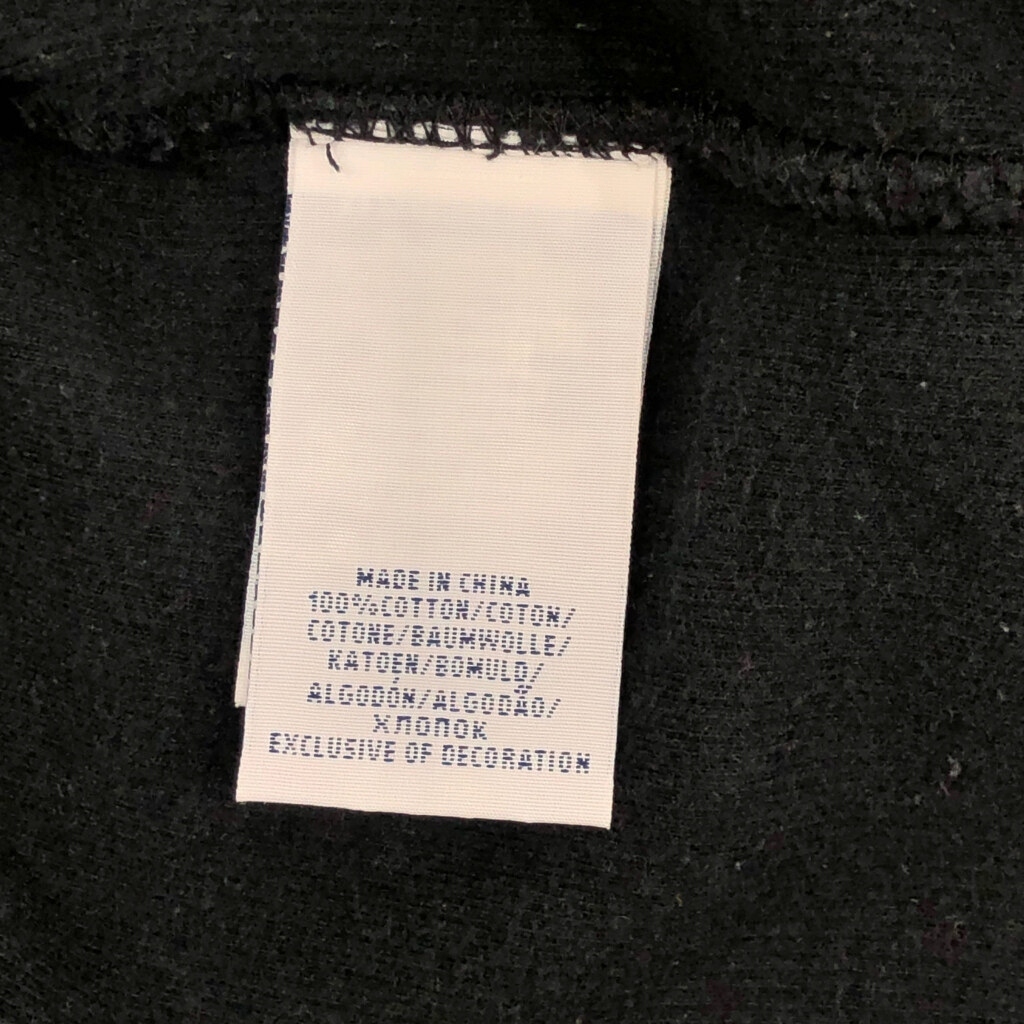 MADE IN CHINA
100%COTTON/COTON/
COTONE/BAUMWOLLE/
KATOEN/BOMULD/
ALGODÓN/ALGODÃO/
ХЛОПОК
EXCLUSIVE OF DECORATION